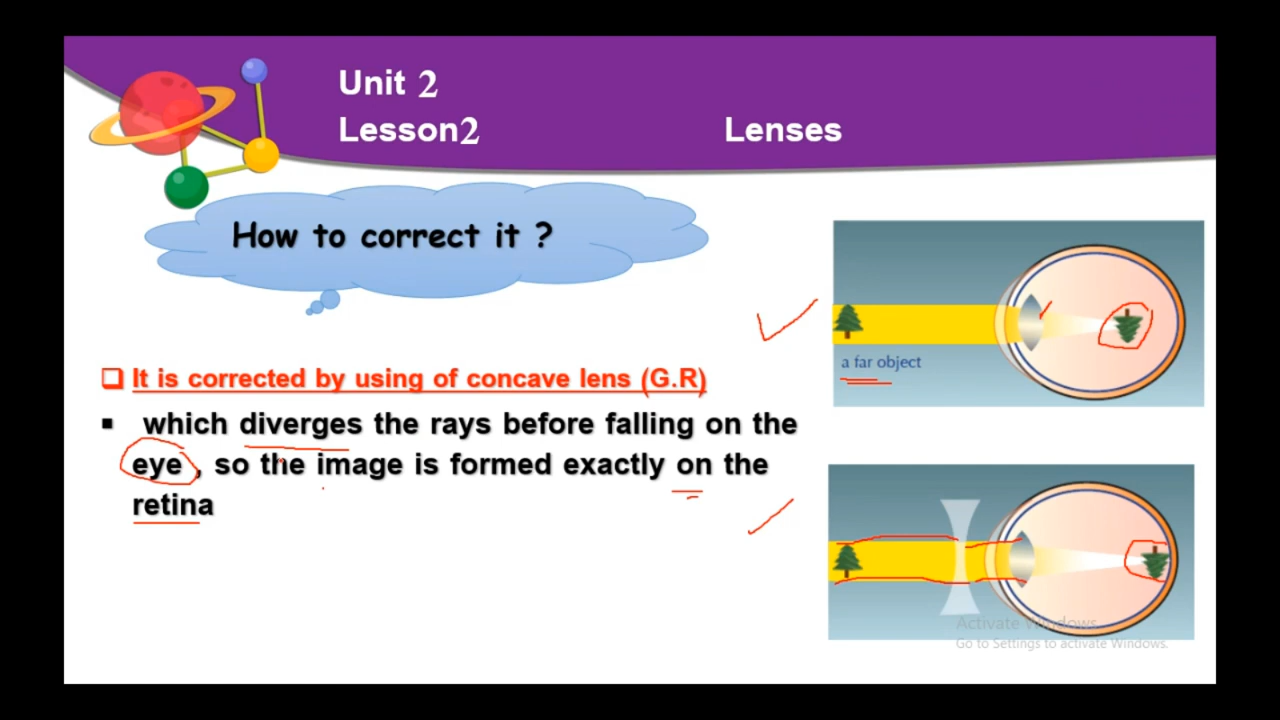 Unit 2
Lesson2 Lenses
How to correct it ?
It is corrected by using of concave lens (G.R)
which diverges the rays before falling on the
eye , so the image is formed exactly on the
retina
a far object
Activate Windows
Go to Settings to activate Windows.